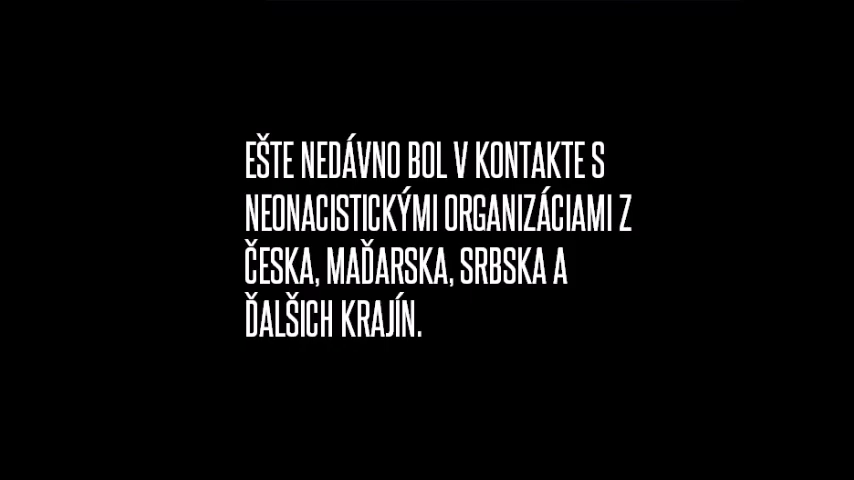 EŠTE NEDÁVNO BOL V KONTAKTE S
NEONACISTICKÝMI ORGANIZÁCIAMI Z
ČESKA, MAĎARSKA, SRBSKA A
ĎALŠICH KRAJÍN.